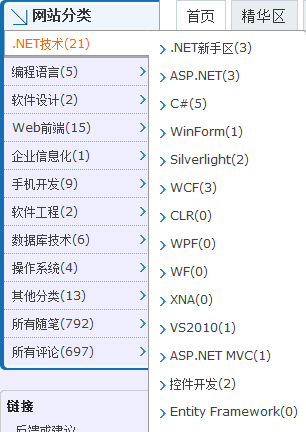 网站分类
首页
精华区
.NET技术(21)
编程语言(5)
软件设计(2)
Web前端(15)
企业信息化(1)
手机开发(9)
软件工程(2)
数据库技术(6)
操作系统(4)
其他分类(13)
所有随笔(792)
所有评论(697)
链接
反馈或建议
.NET新手区(3)
ASP.NET(3)
C#(5)
WinForm(1)
Silverlight(2)
WCF(3)
CLR(0)
WPF(0)
WF(0)
XNA(0)
VS2010(1)
ASP.NET MVC(1)
控件开发(2)
Entity Framework(0)